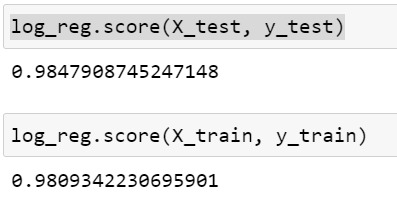 log_reg.score(X_test, y_test)
0.9847908745247148
log_reg.score(X_train, y_train)
0.9809342230695901